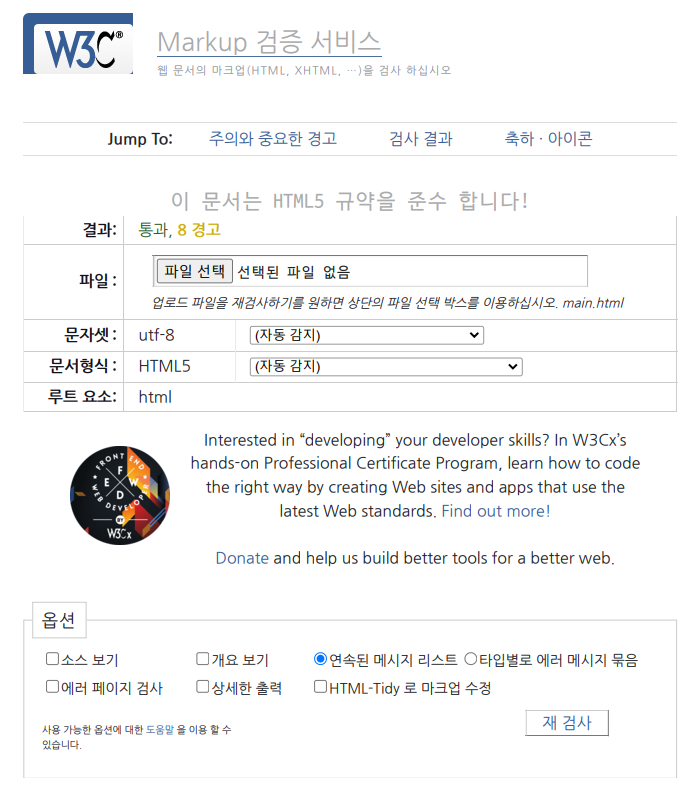 W3C®
Markup 검증 서비스
웹 문서의 마크업(HTML, XHTML, …)을 검사 하십시오
Jump To: 주의와 중요한 경고 검사 결과 축하 · 아이콘
이 문서는 HTML5 규약을 준수 합니다!
결과: 통과, 8 경고
파일 : 파일 선택 선택된 파일 없음
업로드 파일을 재검사하기를 원하면 상단의 파일 선택 박스를 이용하십시오. main.html
문자셋 : utf-8 (자동 감지)
문서형식 : HTML5 (자동 감지)
루트 요소: html
FRONT END
F
E W
D
WEB DEVELOPER
BY
W3Cx
Interested in “developing” your developer skills? In W3Cx’s
hands-on Professional Certificate Program, learn how to code
the right way by creating Web sites and apps that use the
latest Web standards. Find out more!
Donate and help us build better tools for a better web.
옵션
소스 보기 개요 보기 연속된 메시지 리스트 타입별로 에러 메시지 묶음
에러 페이지 검사 상세한 출력 HTML-Tidy 로 마크업 수정
사용 가능한 옵션에 대한 도움말 을 이용 할 수
있습니다.
재 검사